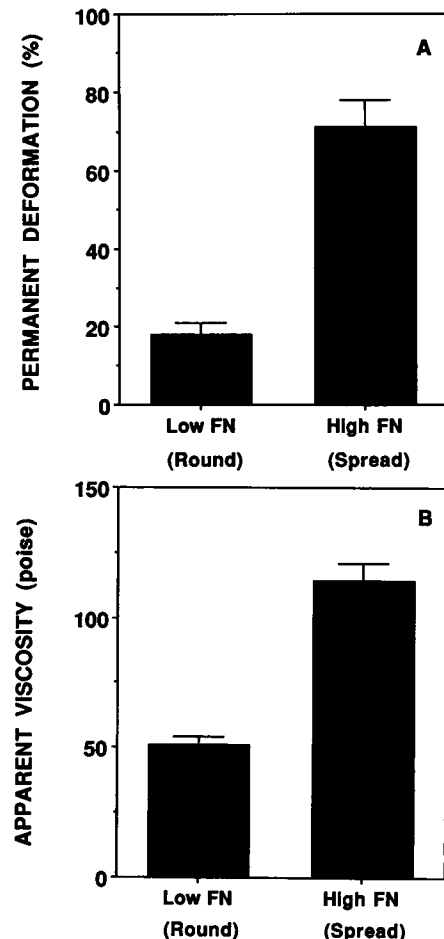 PERMANENT DEFORMATION (%)
100
80
60
40
20
0
A
Low FN High FN
(Round) (Spread)
APPARENT VISCOSITY (poise)
150
100
50
0
B
Low FN High FN
(Round) (Spread)